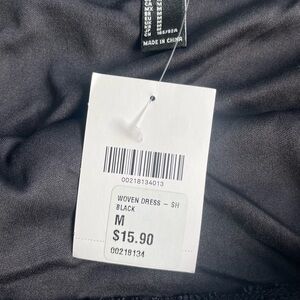 MADE IN CHINA
00218134013
WOVEN DRESS - SH
BLACK
M
$15.90
00218134